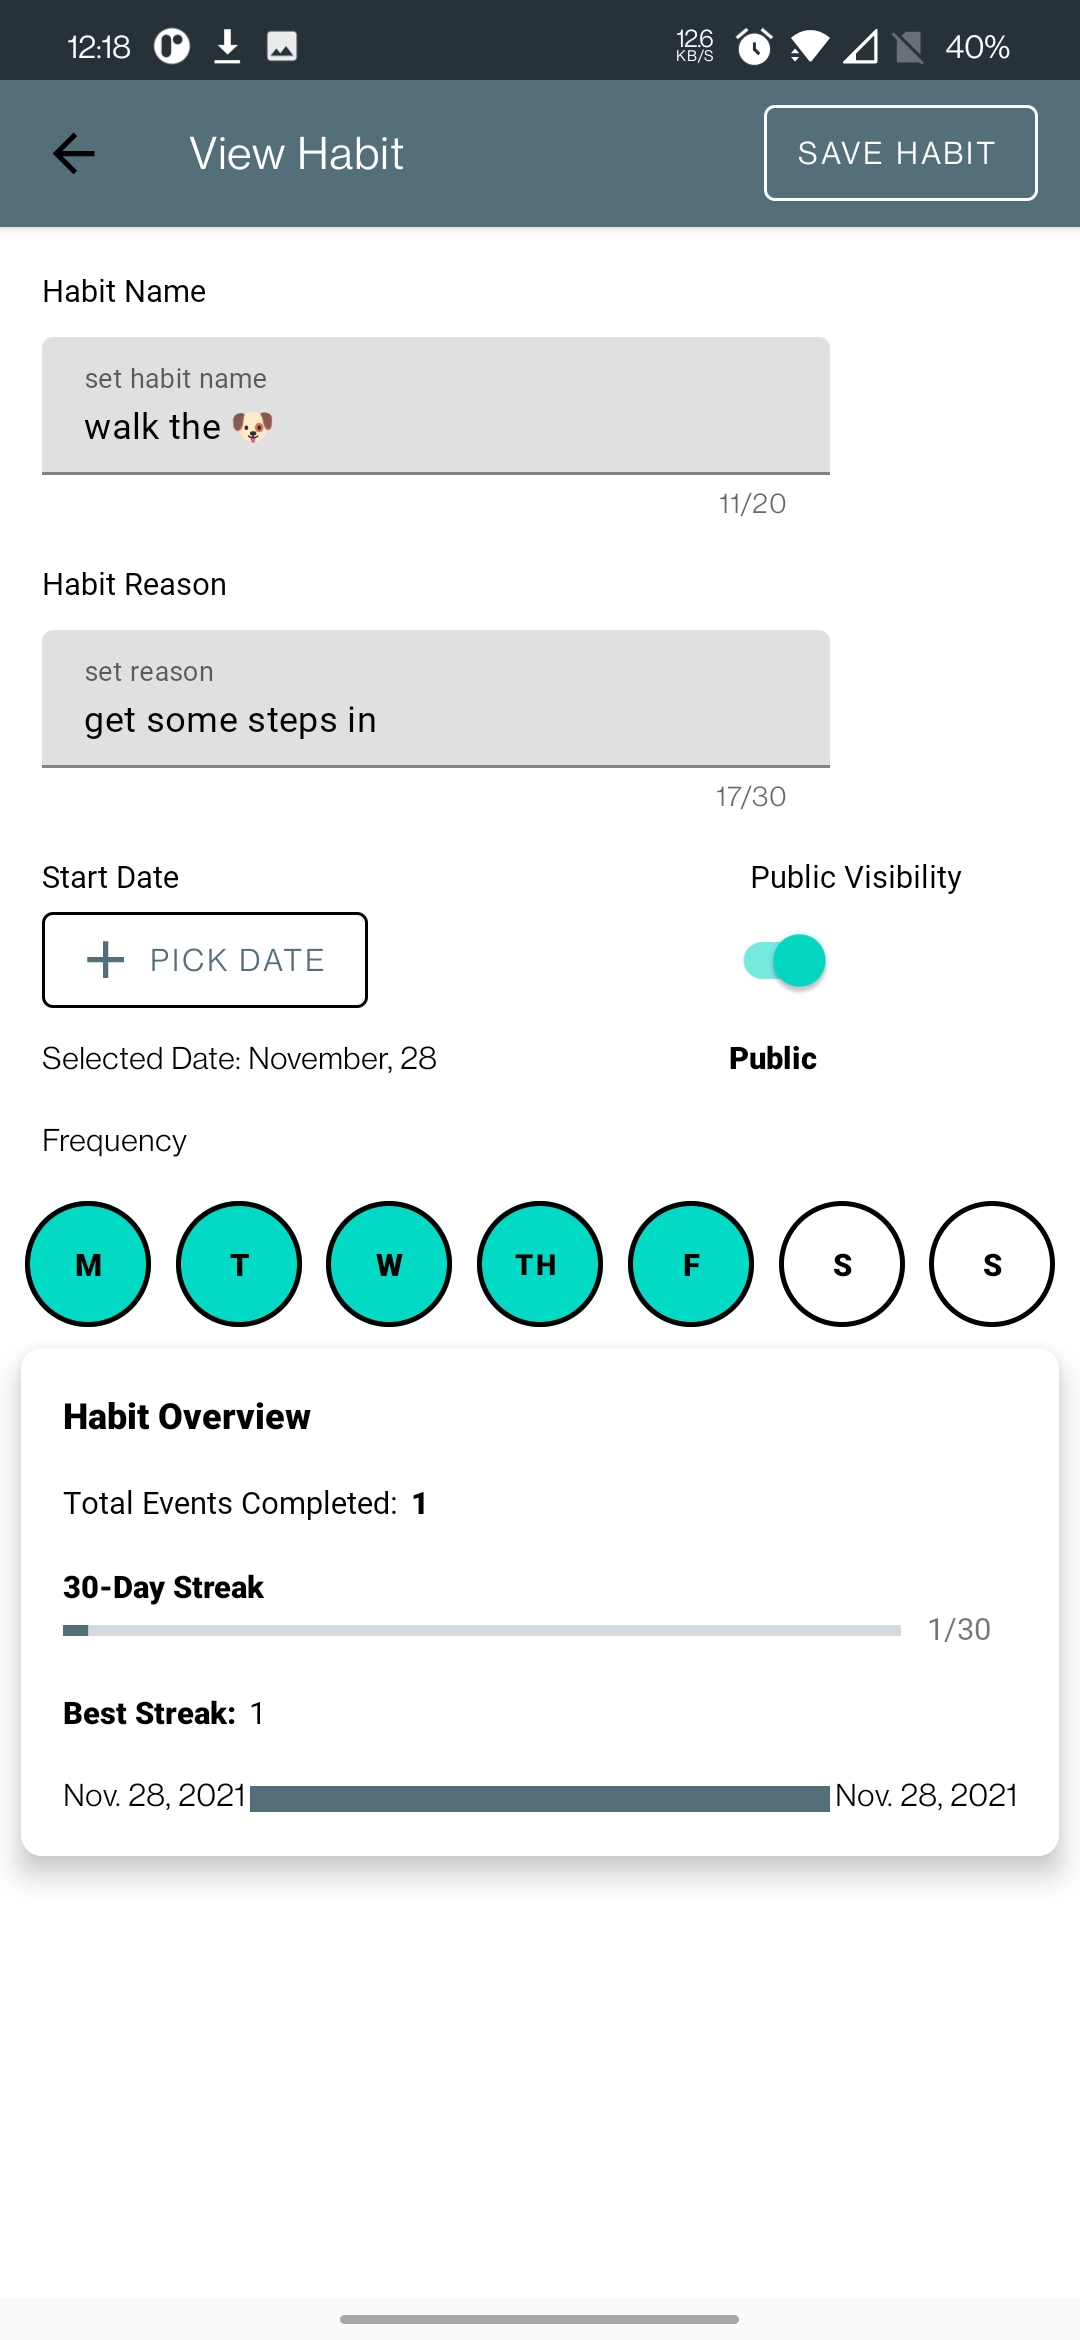 12:18 12.6 KB/S 40%
View Habit SAVE HABIT
Habit Name
set habit name
walk the 🐶
11/20
Habit Reason
set reason
get some steps in
17/30
Start Date Public Visibility
PICK DATE
Selected Date: November, 28 Public
Frequency
M T W TH F S S
Habit Overview
Total Events Completed: 1
30-Day Streak
1/30
Best Streak: 1
Nov. 28, 2021 Nov. 28, 2021